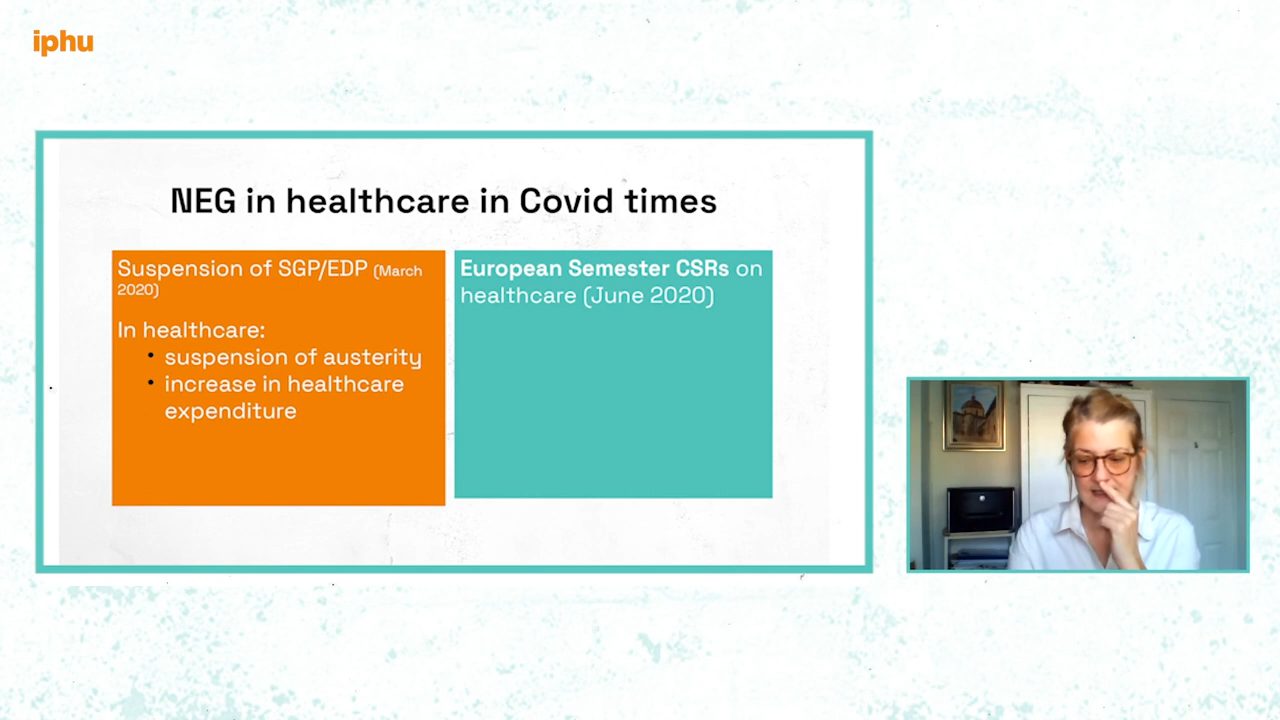 iphu
NEG in healthcare in Covid times
Suspension of SGP/EDP (March
2020)
In healthcare:
• suspension of austerity
• increase in healthcare
expenditure
European Semester CSRs on
healthcare (June 2020)